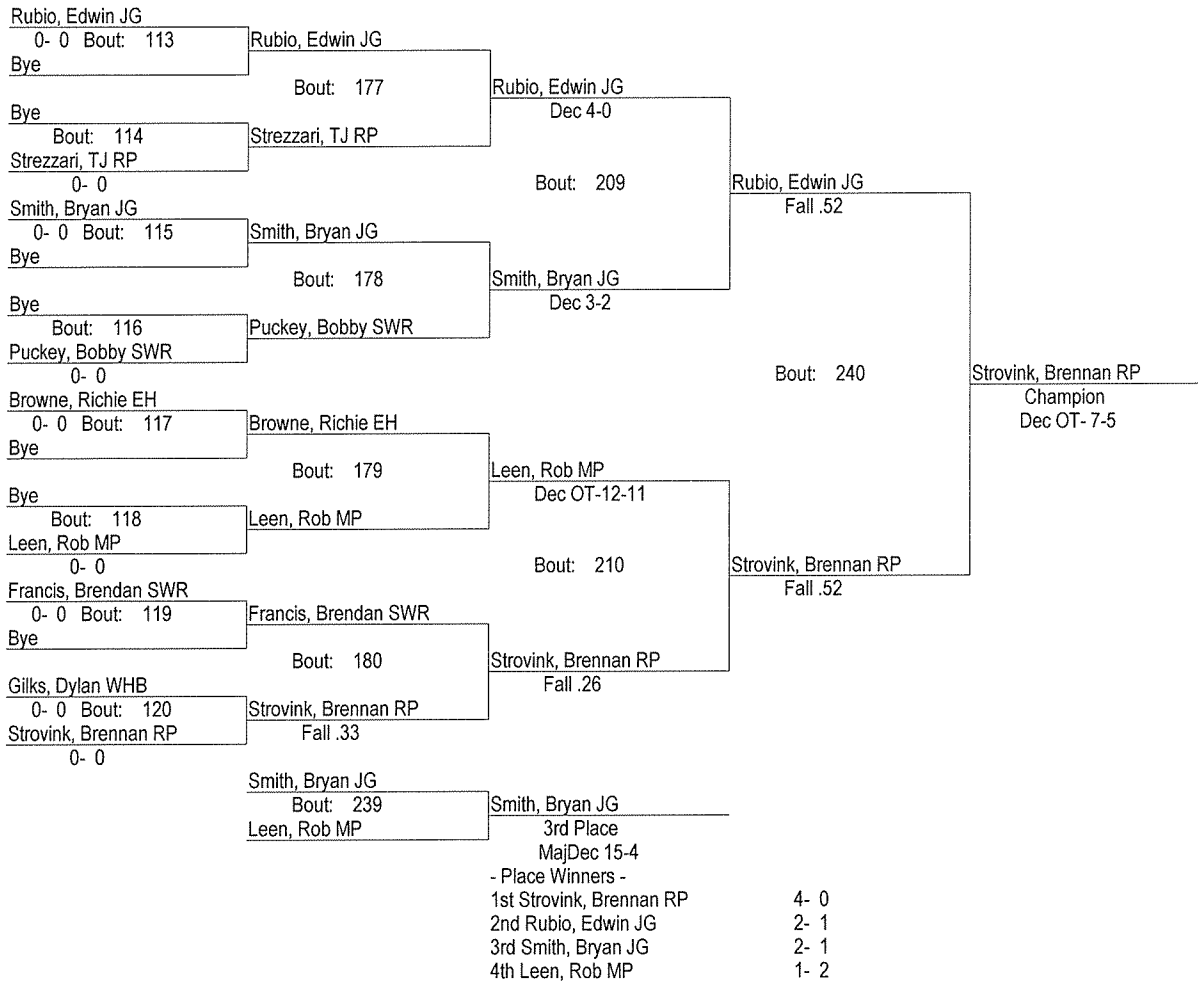 Rubio, Edwin JG
0- 0 Bout: 113
Bye
Bye
Bout: 114
Strezzari, TJ RP
0- 0
Smith, Bryan JG
0- 0 Bout: 115
Bye
Bye
Bout: 116
Puckey, Bobby SWR
0- 0
Browne, Richie EH
0- 0 Bout: 117
Bye
Bye
Bout: 118
Leen, Rob MP
0- 0
Francis, Brendan SWR
0- 0 Bout: 119
Bye
Gilks, Dylan WHB
0- 0 Bout: 120
Strovink, Brennan RP
0- 0
Rubio, Edwin JG
Bout: 177
Strezzari, TJ RP
Smith, Bryan JG
Bout: 178
Puckey, Bobby SWR
Browne, Richie EH
Bout: 179
Leen, Rob MP
Francis, Brendan SWR
Bout: 180
Strovink, Brennan RP
Fall .33
Rubio, Edwin JG
Dec 4-0
Bout: 209
Smith, Bryan JG
Dec 3-2
Leen, Rob MP
Dec OT-12-11
Bout: 210
Strovink, Brennan RP
Fall .26
Rubio, Edwin JG
Fall .52
Bout: 240
Strovink, Brennan RP
Fall .52
Strovink, Brennan RP
Champion
Dec OT- 7-5
Smith, Bryan JG
Bout: 239
Leen, Rob MP
Smith, Bryan JG
3rd Place
MajDec 15-4
- Place Winners -
1st Strovink, Brennan RP 4- 0
2nd Rubio, Edwin JG 2- 1
3rd Smith, Bryan JG 2- 1
4th Leen, Rob MP 1- 2